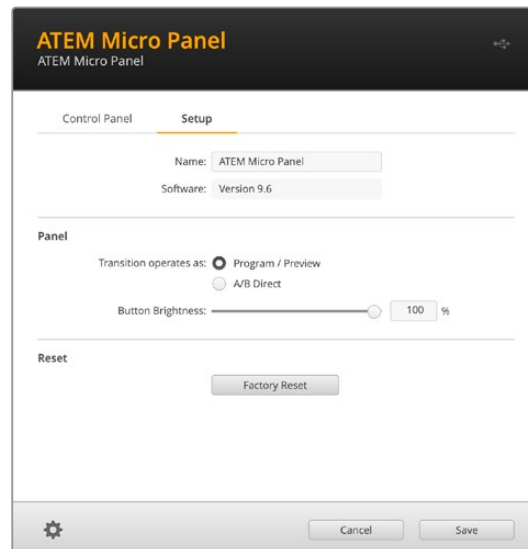 ATEM Micro Panel
ATEM Micro Panel
Control Panel Setup
Name: ATEM Micro Panel
Software: Version 9.6
Panel
Transition operates as: Program / Preview
A/B Direct
Button Brightness: 100 %
Reset
Factory Reset
Cancel Save